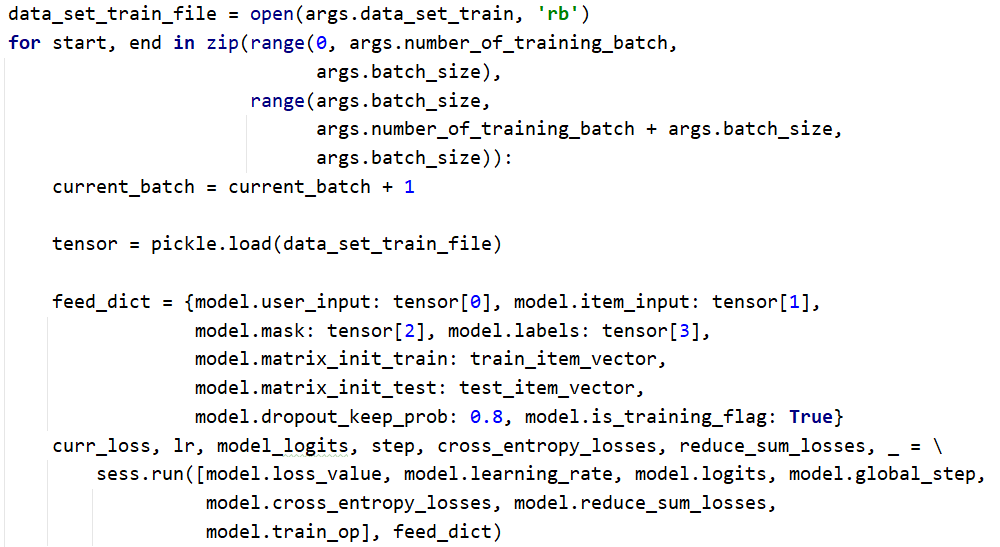 data_set_train_file = open(args.data_set_train, 'rb')
for start, end in zip(range(0, args.number_of_training_batch,
                            args.batch_size),
                      range(args.batch_size,
                            args.number_of_training_batch + args.batch_size,
                            args.batch_size)):
    current_batch = current_batch + 1

    tensor = pickle.load(data_set_train_file)

    feed_dict = {model.user_input: tensor[0], model.item_input: tensor[1],
                 model.mask: tensor[2], model.labels: tensor[3],
                 model.matrix_init_train: train_item_vector,
                 model.matrix_init_test: test_item_vector,
                 model.dropout_keep_prob: 0.8, model.is_training_flag: True}
    curr_loss, lr, model_logits, step, cross_entropy_losses, reduce_sum_losses, _ = \
        sess.run([model.loss_value, model.learning_rate, model.logits, model.global_step,
                  model.cross_entropy_losses, model.reduce_sum_losses,
                  model.train_op], feed_dict)